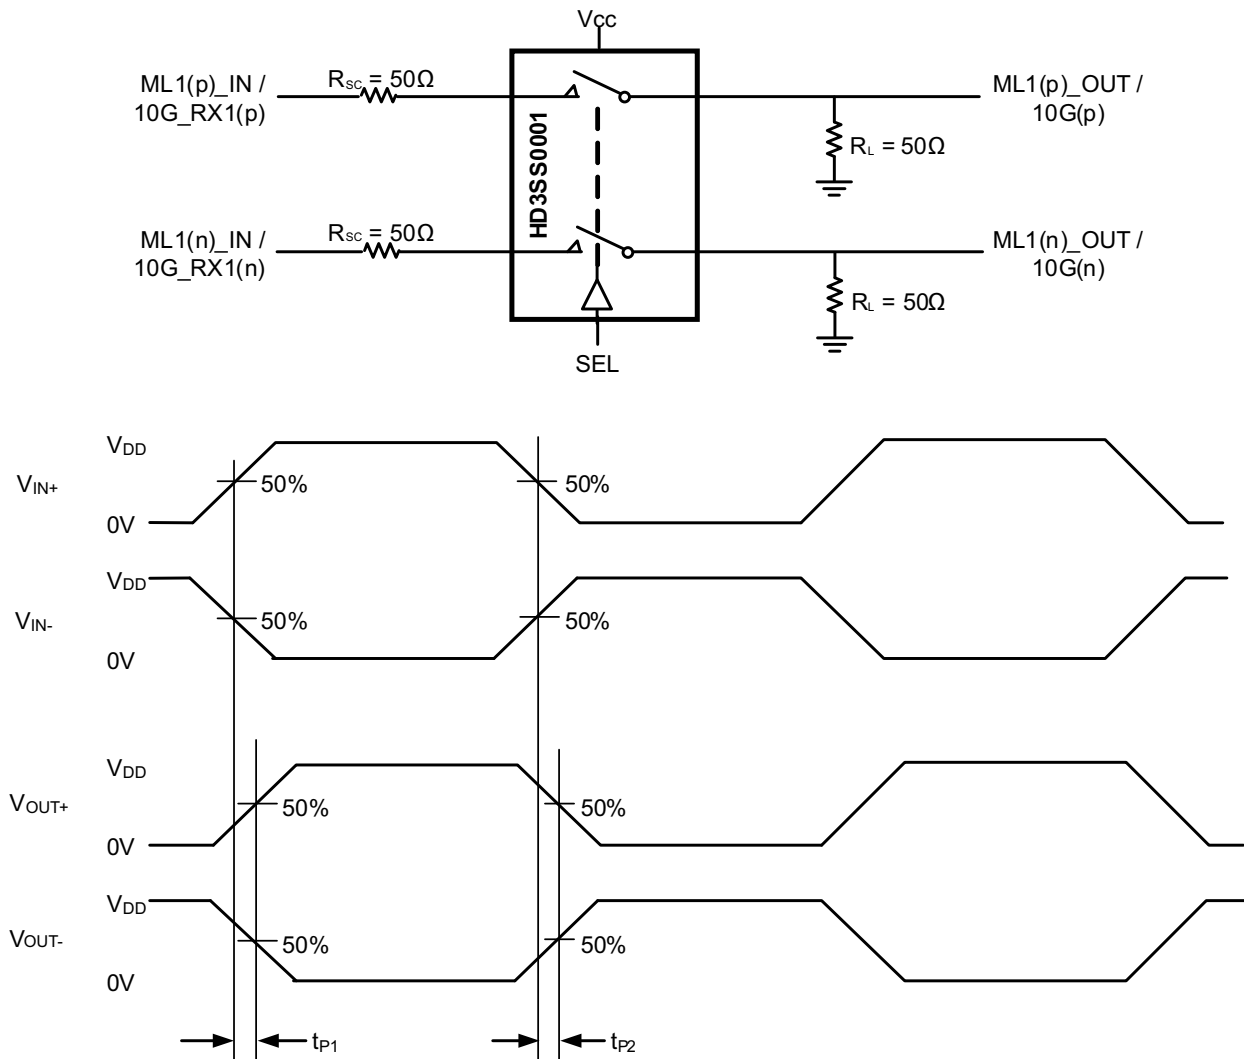 Vcc
ML1(p)_IN /
10G_RX1(p)
RSC = 50Ω
HD3SS0001
ML1(p)_OUT /
10G(p)
RL = 50Ω
ML1(n)_IN /
10G_RX1(n)
RSC = 50Ω
ML1(n)_OUT /
10G(n)
RL = 50Ω
SEL
VDD
VIN+
50%
50%
0V
VDD
VIN-
50%
50%
0V
VDD
VOUT+
50%
50%
0V
VDD
VOUT-
50%
50%
0V
tP1
tP2